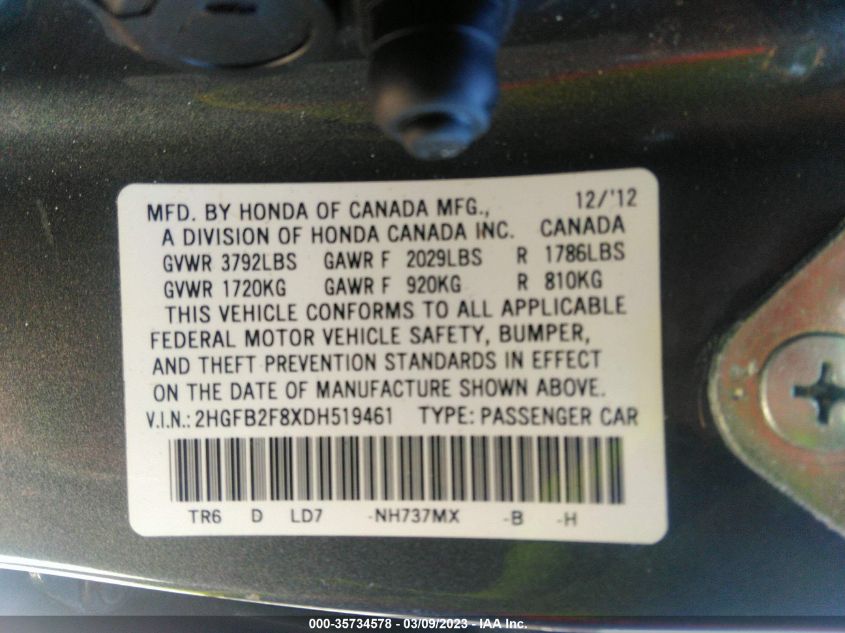 MFD. BY HONDA OF CANADA MFG., 12/'12
A DIVISION OF HONDA CANADA INC. CANADA
GVWR 3792LBS GAWR F 2029LBS R 1786LBS
GVWR 1720KG GAWR F 920KG R 810KG
THIS VEHICLE CONFORMS TO ALL APPLICABLE
FEDERAL MOTOR VEHICLE SAFETY, BUMPER,
AND THEFT PREVENTION STANDARDS IN EFFECT
ON THE DATE OF MANUFACTURE SHOWN ABOVE.
V.I.N.: 2HGFB2F8XDH519461 TYPE: PASSENGER CAR
TR6 D LD7 -NH737MX -B -H
000-35734578 - 03/09/2023 - IAA Inc.